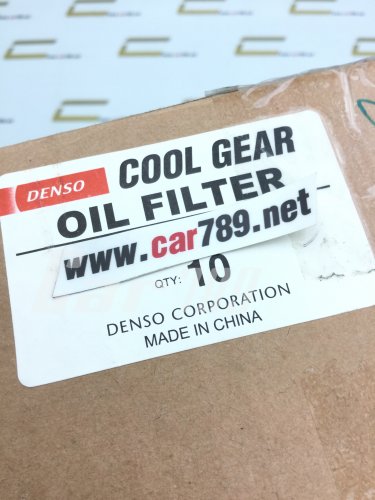 DENSO COOL GEAR
OIL FILTER
www.car789.net
QTY: 10
DENSO CORPORATION
MADE IN CHINA